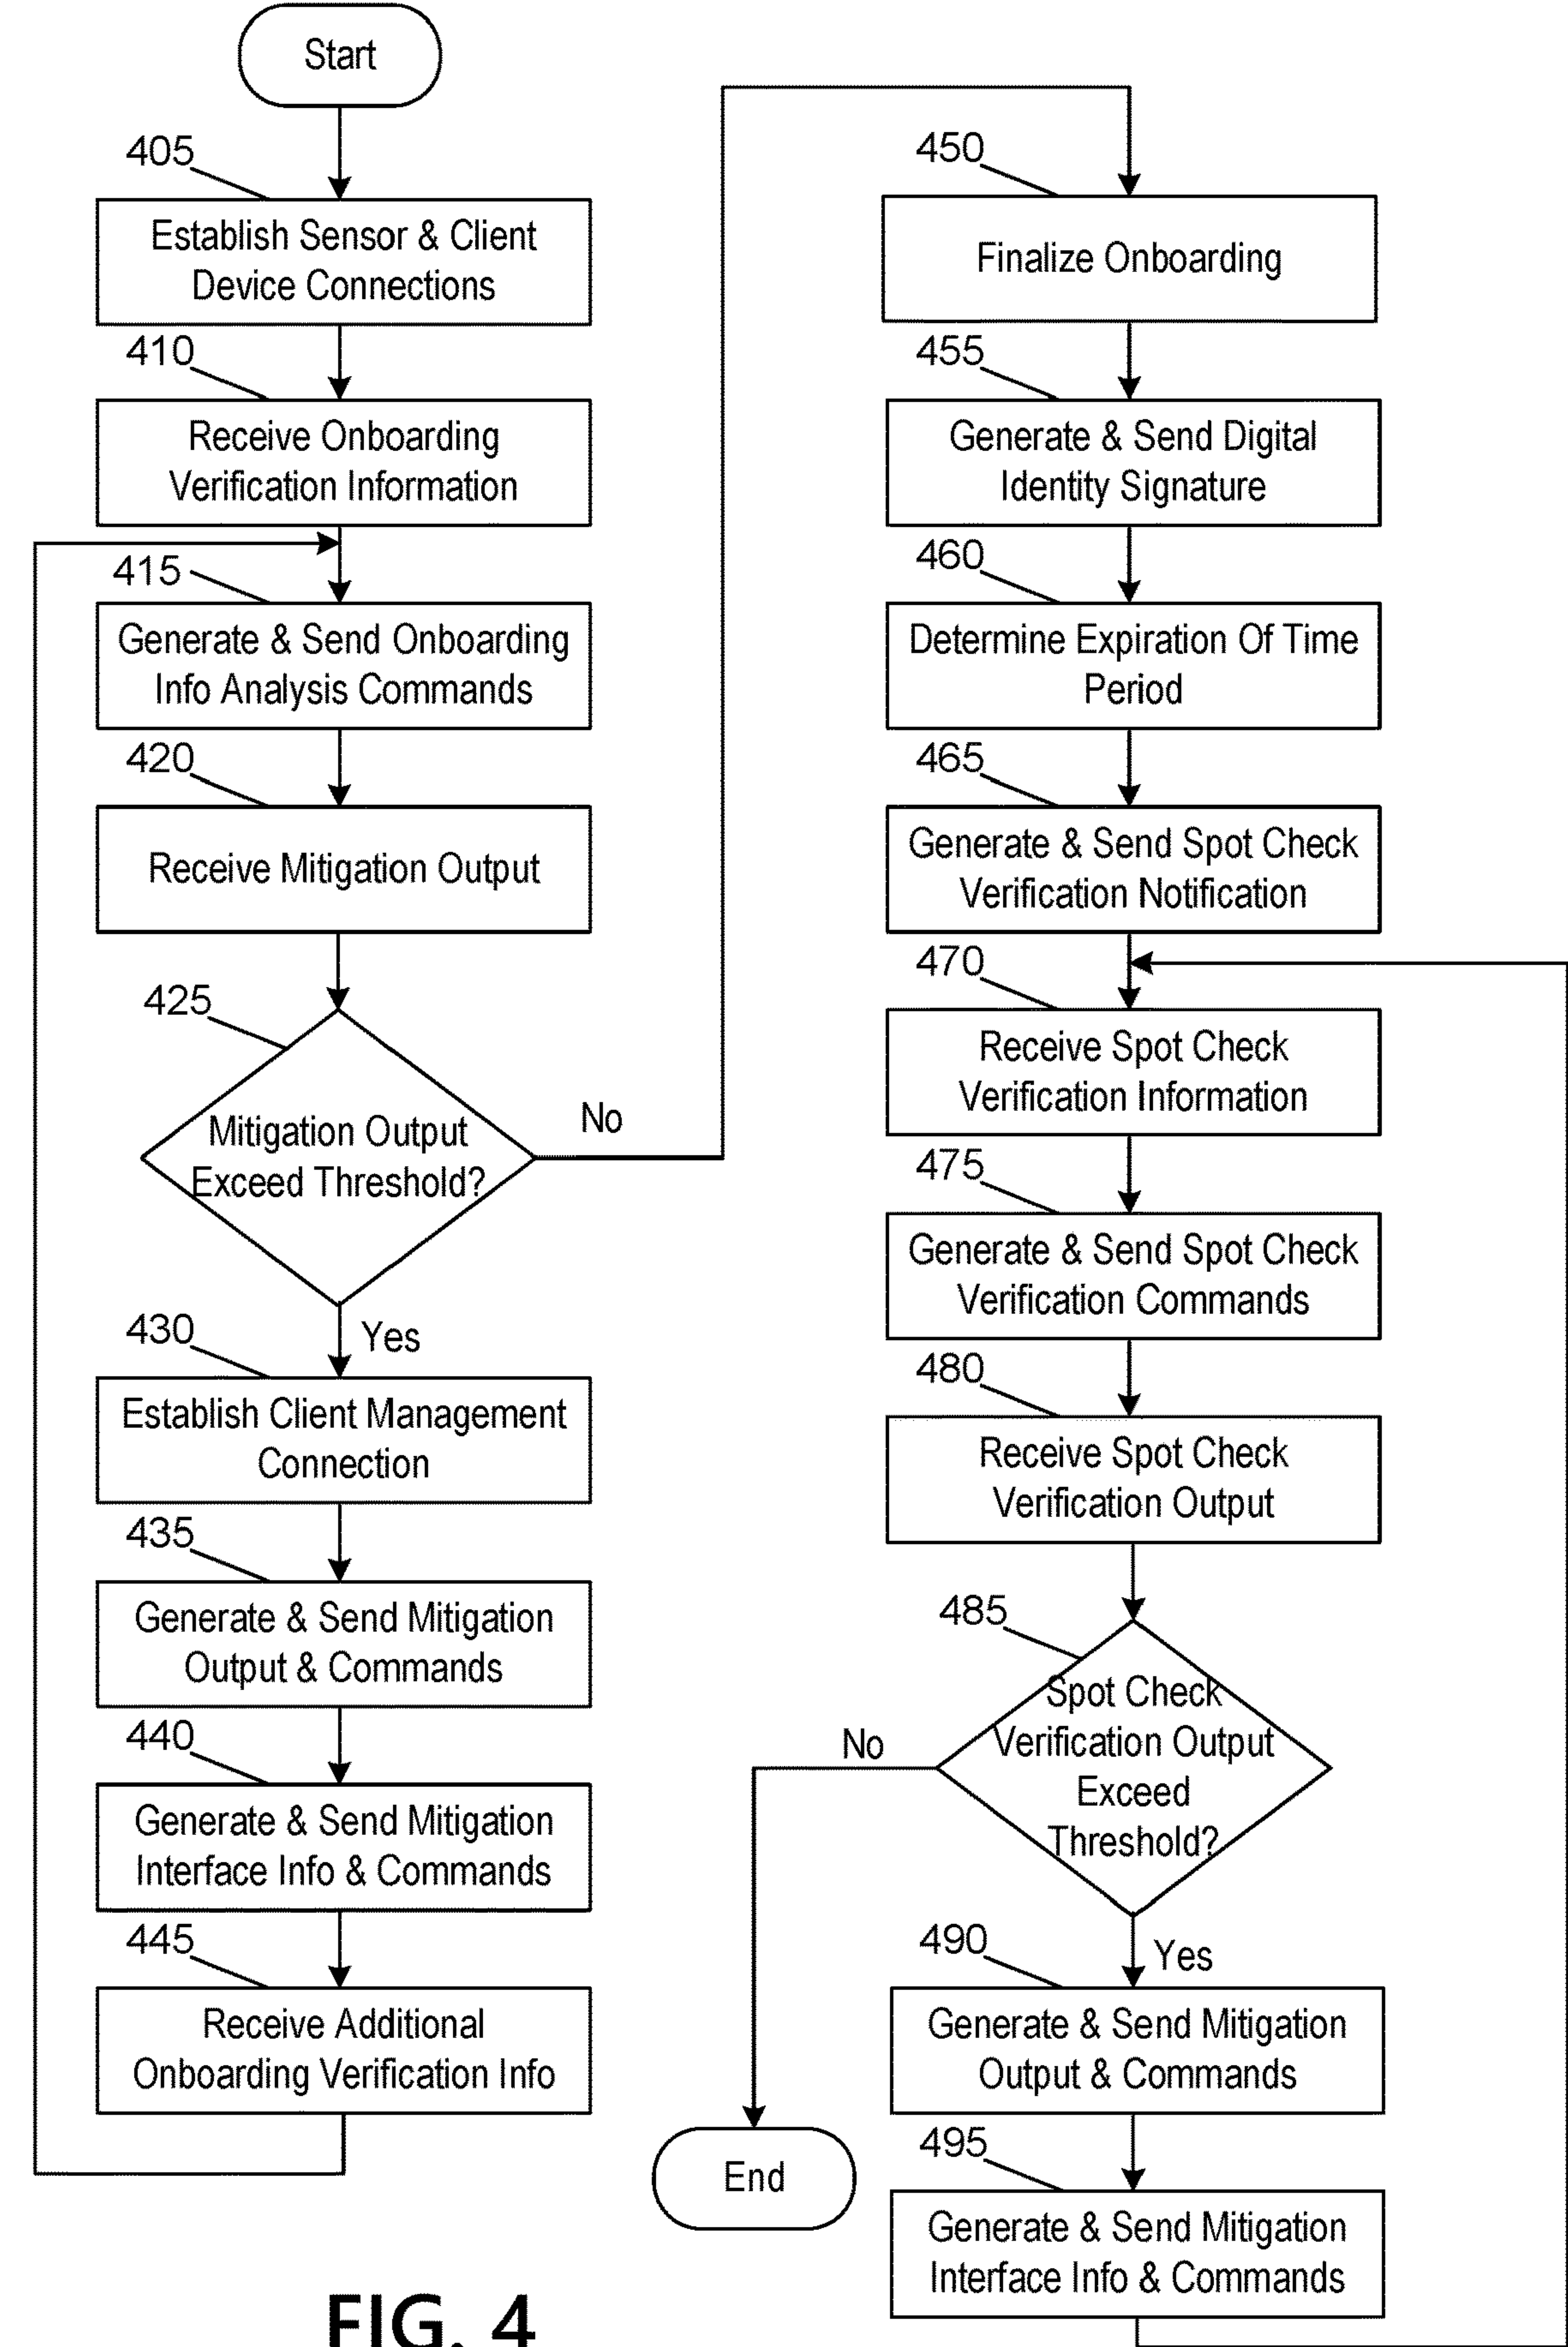 Start
405
Establish Sensor & Client
Device Connections
410
Receive Onboarding
Verification Information
415
Generate & Send Onboarding
Info Analysis Commands
420
Receive Mitigation Output
425
Mitigation Output
Exceed Threshold?
No
Yes
430
Establish Client Management
Connection
435
Generate & Send Mitigation
Output & Commands
440
Generate & Send Mitigation
Interface Info & Commands
445
Receive Additional
Onboarding Verification Info
450
Finalize Onboarding
455
Generate & Send Digital
Identity Signature
460
Determine Expiration Of Time
Period
465
Generate & Send Spot Check
Verification Notification
470
Receive Spot Check
Verification Information
475
Generate & Send Spot Check
Verification Commands
480
Receive Spot Check
Verification Output
485
Spot Check
Verification Output
Exceed
Threshold?
No
Yes
490
Generate & Send Mitigation
Output & Commands
495
Generate & Send Mitigation
Interface Info & Commands
End
FIG. 4